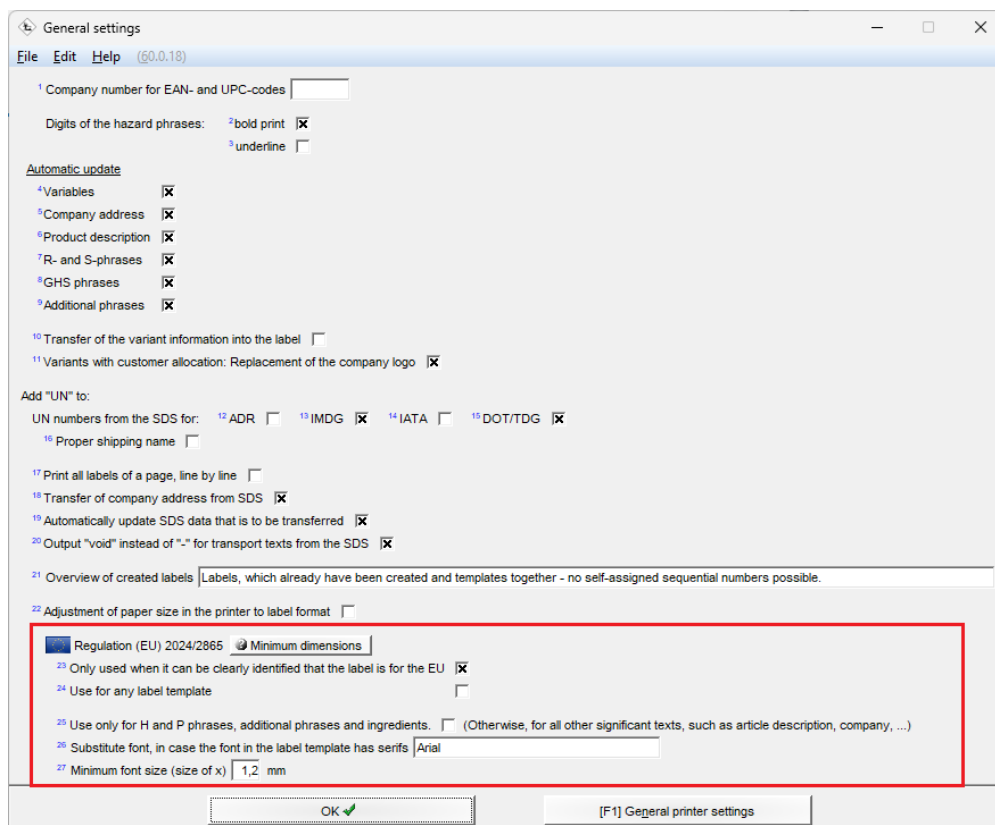 General settings
File Edit Help (60.0.18)
1 Company number for EAN- and UPC-codes
Digits of the hazard phrases: 2 bold print
3 underline
Automatic update
4 Variables
5 Company address
6 Product description
7 R- and S-phrases
8 GHS phrases
9 Additional phrases
10 Transfer of the variant information into the label
11 Variants with customer allocation: Replacement of the company logo
Add "UN" to:
UN numbers from the SDS for: 12 ADR 13 IMDG 14 IATA 15 DOT/TDG
16 Proper shipping name
17 Print all labels of a page, line by line
18 Transfer of company address from SDS
19 Automatically update SDS data that is to be transferred
20 Output "void" instead of "-" for transport texts from the SDS
21 Overview of created labels Labels, which already have been created and templates together - no self-assigned sequential numbers possible.
22 Adjustment of paper size in the printer to label format
Regulation (EU) 2024/2865 Minimum dimensions
23 Only used when it can be clearly identified that the label is for the EU
24 Use for any label template
25 Use only for H and P phrases, additional phrases and ingredients. (Otherwise, for all other significant texts, such as article description, company, ...)
26 Substitute font, in case the font in the label template has serifs Arial
27 Minimum font size (size of x) 1,2 mm
OK [F1] General printer settings